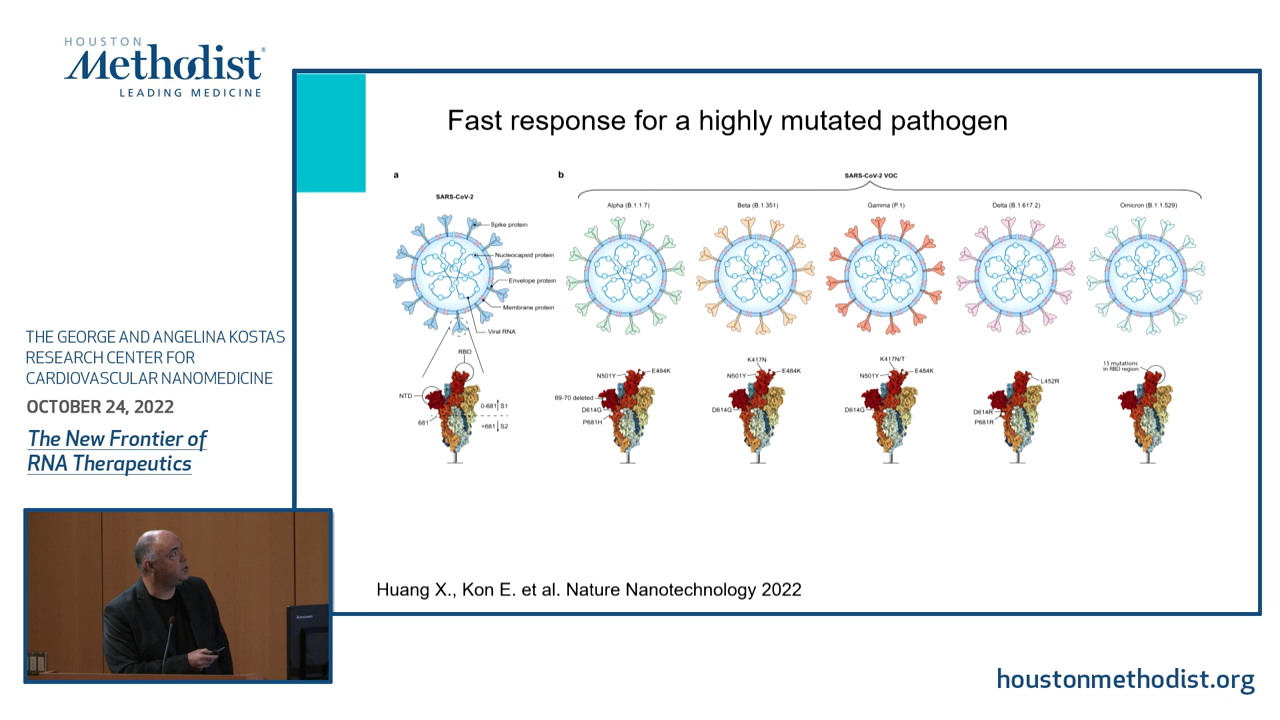 HOUSTON
Methodist®
LEADING MEDICINE
THE GEORGE AND ANGELINA KOSTAS
RESEARCH CENTER FOR
CARDIOVASCULAR NANOMEDICINE
OCTOBER 24, 2022
The New Frontier of
RNA Therapeutics
Fast response for a highly mutated pathogen
a
SARS-CoV-2
Spike protein
Nucleocapsid protein
Envelope protein
Membrane protein
Viral RNA
RBD
NTD
681
0-681 S1
>681 S2
b
SARS-CoV-2 VOC
Alpha (B.1.1.7)
Beta (B.1.351)
Gamma (P.1)
Delta (B.1.617.2)
Omicron (B.1.1.529)
N501Y
E484K
69-70 deleted
D614G
P681H
K417N
N501Y
E484K
D614G
K417N/T
N501Y
E484K
D614G
L452R
D614R
P681R
15 mutations
in RBD region
Huang X., Kon E. et al. Nature Nanotechnology 2022
houstonmethodist.org